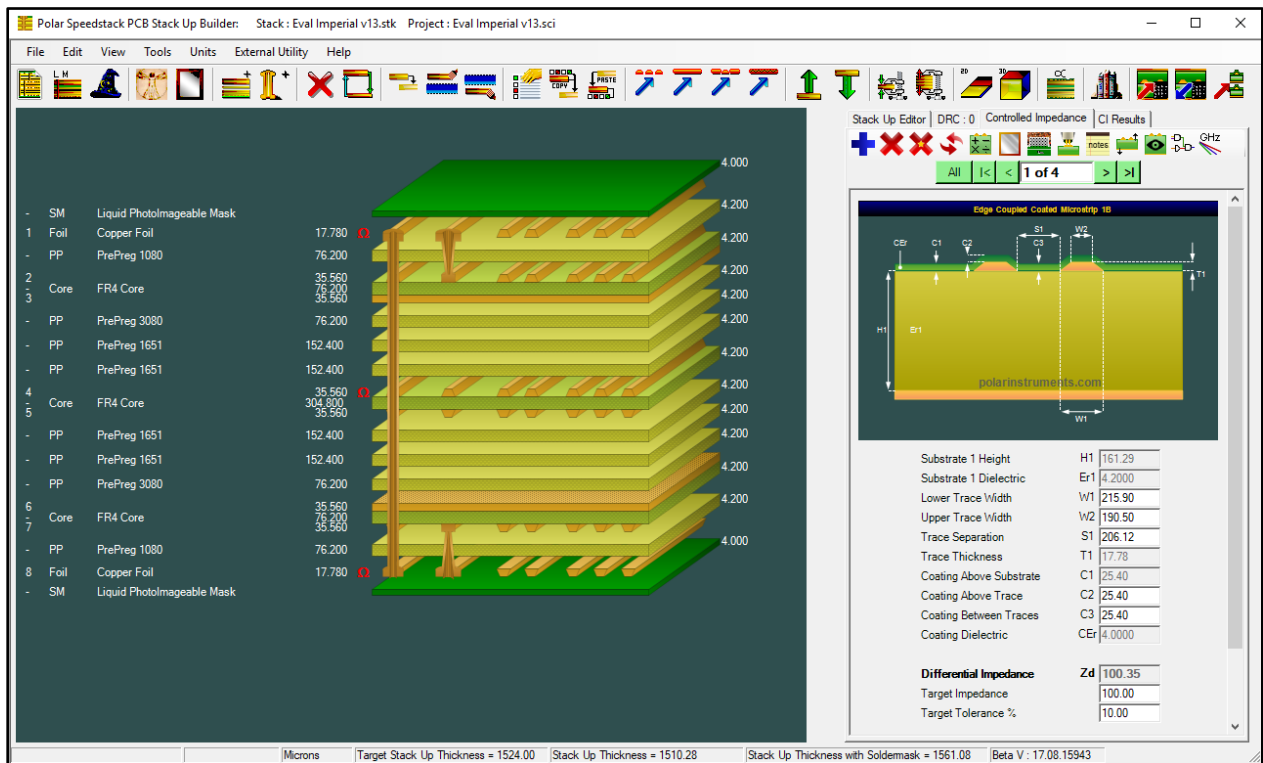 Polar Speedstack PCB Stack Up Builder: Stack : Eval Imperial v13.stk Project : Eval Imperial v13.sci
File Edit View Tools Units External Utility Help
Stack Up Editor DRC : 0 Controlled Impedance CI Results
notes GHz
All |< < 1 of 4 > >|
Edge Coupled Coated Microstrip 1B
CEr C1 C2 S1 C3 W2 T1
H1 Er1
polarinstruments.com
W1
Substrate 1 Height H1 161.29
Substrate 1 Dielectric Er1 4.2000
Lower Trace Width W1 215.90
Upper Trace Width W2 190.50
Trace Separation S1 206.12
Trace Thickness T1 17.78
Coating Above Substrate C1 25.40
Coating Above Trace C2 25.40
Coating Between Traces C3 25.40
Coating Dielectric CEr 4.0000
Differential Impedance Zd 100.35
Target Impedance 100.00
Target Tolerance % 10.00
- SM Liquid PhotoImageable Mask 4.000
1 Foil Copper Foil 17.780 Ω
- PP PrePreg 1080 76.200 4.200
2 35.560
- Core FR4 Core 76.200 4.200
3 35.560
- PP PrePreg 3080 76.200 4.200
- PP PrePreg 1651 152.400 4.200
- PP PrePreg 1651 152.400 4.200
4 35.560 Ω
- Core FR4 Core 304.800 4.200
5 35.560
- PP PrePreg 1651 152.400 4.200
- PP PrePreg 1651 152.400 4.200
- PP PrePreg 3080 76.200 4.200
6 35.560
- Core FR4 Core 76.200 4.200
7 35.560
- PP PrePreg 1080 76.200 4.200
8 Foil Copper Foil 17.780 Ω
- SM Liquid PhotoImageable Mask 4.000
Microns Target Stack Up Thickness = 1524.00 Stack Up Thickness = 1510.28 Stack Up Thickness with Soldermask = 1561.08 Beta V : 17.08.15943